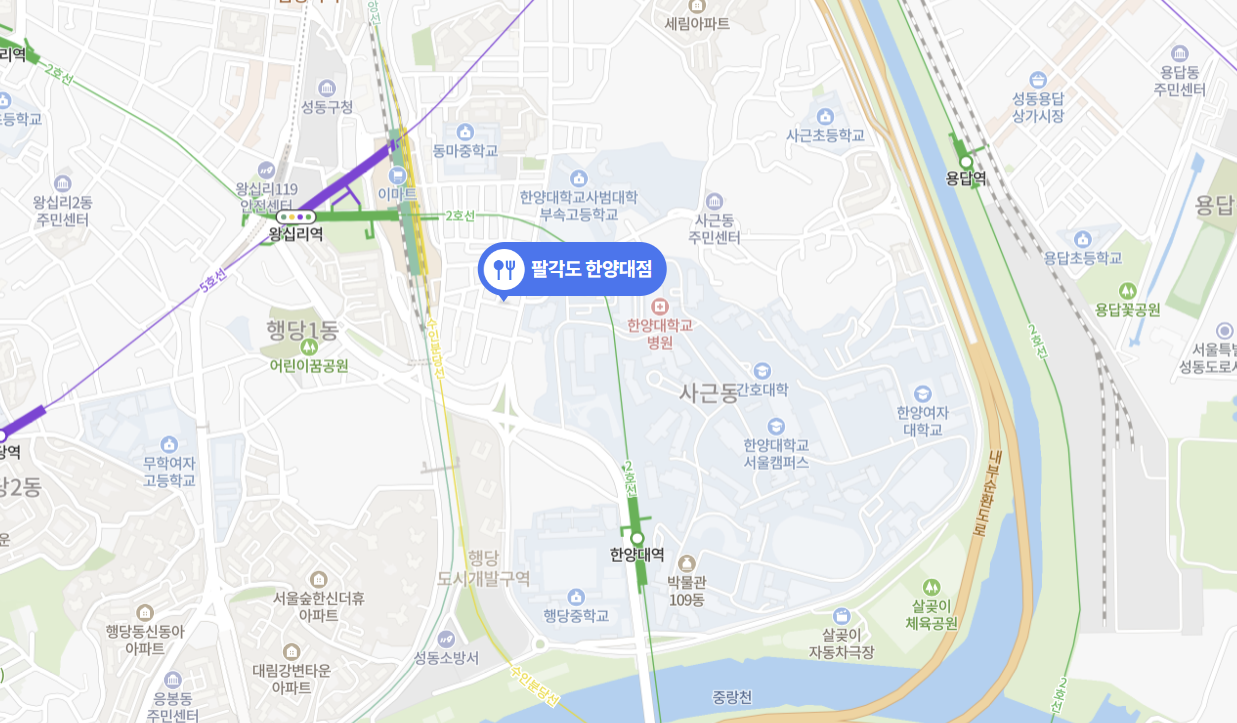 세림아파트
2호선
성동구청
용답동
주민센터
성동용답
상가시장
사근초등학교
동마중학교
용답역
왕십리119
안전센터
이마트
한양대학교사범대학
부속고등학교
왕십리2동
주민센터
사근동
주민센터
2호선
왕십리역
용답
용답초등학교
팔각도 한양대점
5호선
용답꽃공원
한양대학교
병원
행당1동
어린이꿈공원
수인분당선
2호선
사근동
간호대학
한양여자
대학교
한양대학교
서울캠퍼스
무학여자
고등학교
2호선
내부순환도로
한양대역
행당
도시개발구역
박물관
109동
서울숲한신더휴
아파트
행당중학교
살곶이
체육공원
행당동신동아
아파트
살곶이
자동차극장
성동소방서
대림강변타운
아파트
수인분당선
응봉동
주민센터
중랑천
2호선